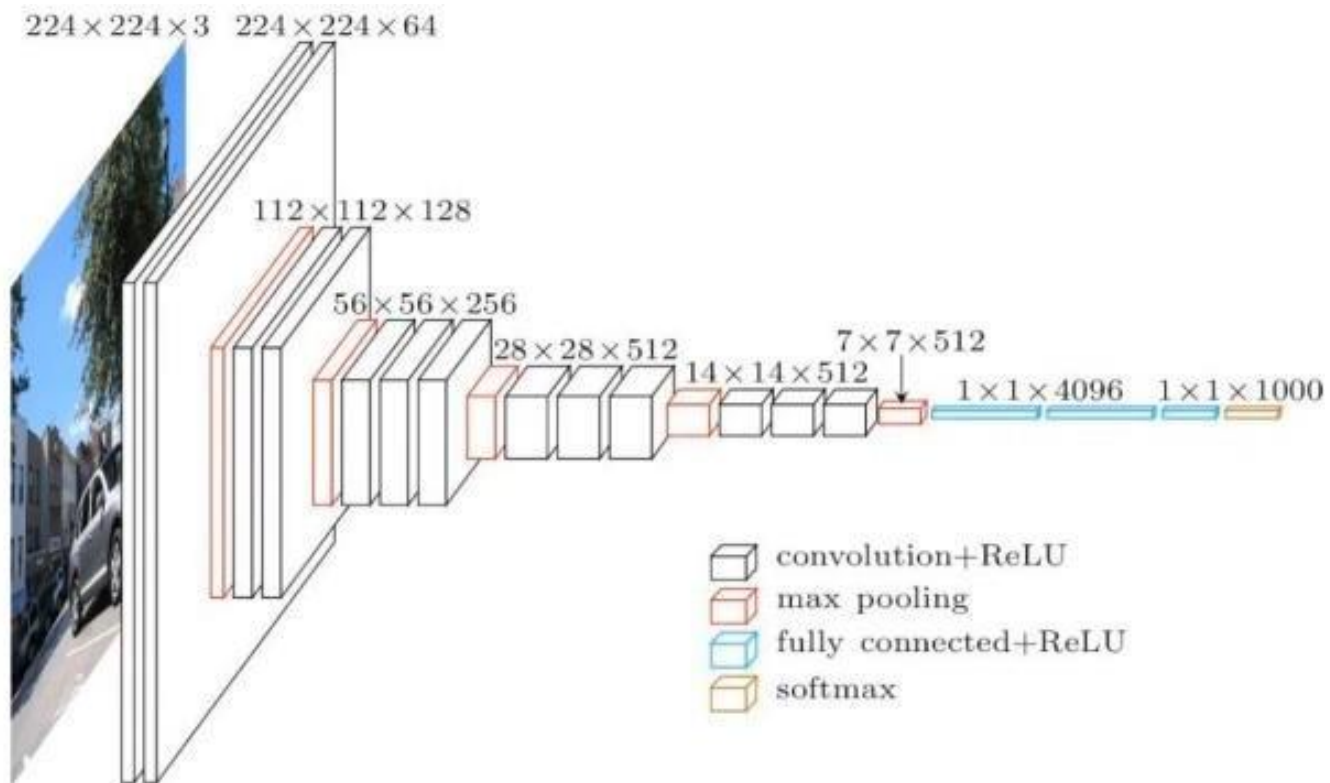 224 × 224 × 3
224 × 224 × 64
112 × 112 × 128
56 × 56 × 256
28 × 28 × 512
14 × 14 × 512
7 × 7 × 512
1 × 1 × 4096
1 × 1 × 1000
convolution+ReLU
max pooling
fully connected+ReLU
softmax